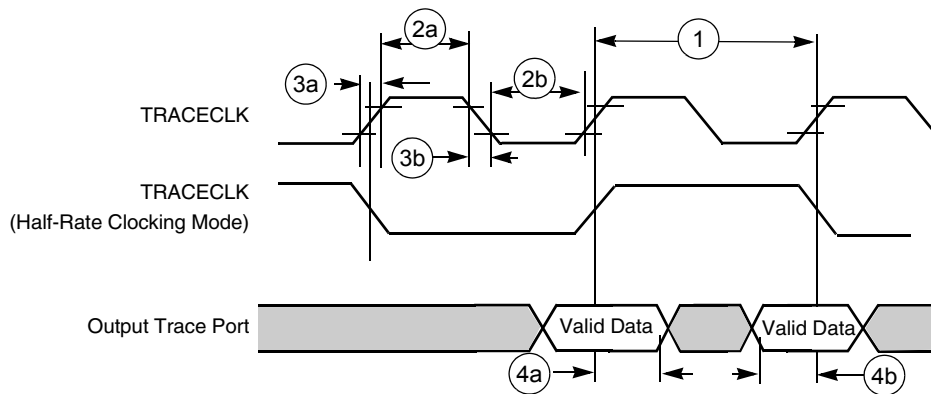 2a
1
3a
2b
TRACECLK
3b
TRACECLK
(Half-Rate Clocking Mode)
Output Trace Port
Valid Data
Valid Data
4a
4b